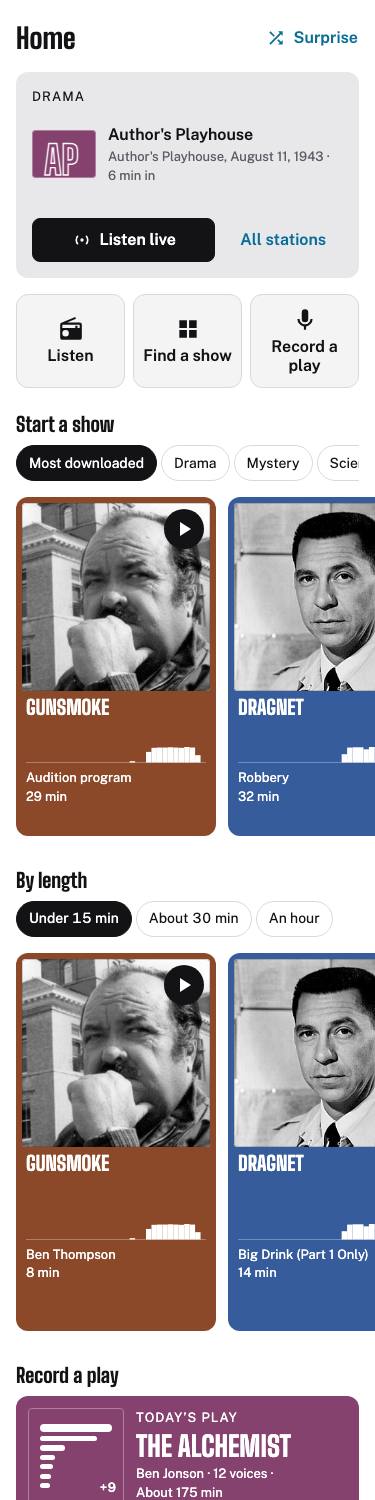 Home
Surprise
DRAMA
AP
Author's Playhouse
Author's Playhouse, August 11, 1943 ·
6 min in
Listen live
All stations
Listen
Find a show
Record a
play
Start a show
Most downloaded
Drama
Mystery
Scie
GUNSMOKE
Audition program
29 min
DRAGNET
Robbery
32 min
By length
Under 15 min
About 30 min
An hour
GUNSMOKE
Ben Thompson
8 min
DRAGNET
Big Drink (Part 1 Only)
14 min
Record a play
+9
TODAY'S PLAY
THE ALCHEMIST
Ben Jonson · 12 voices ·
About 175 min